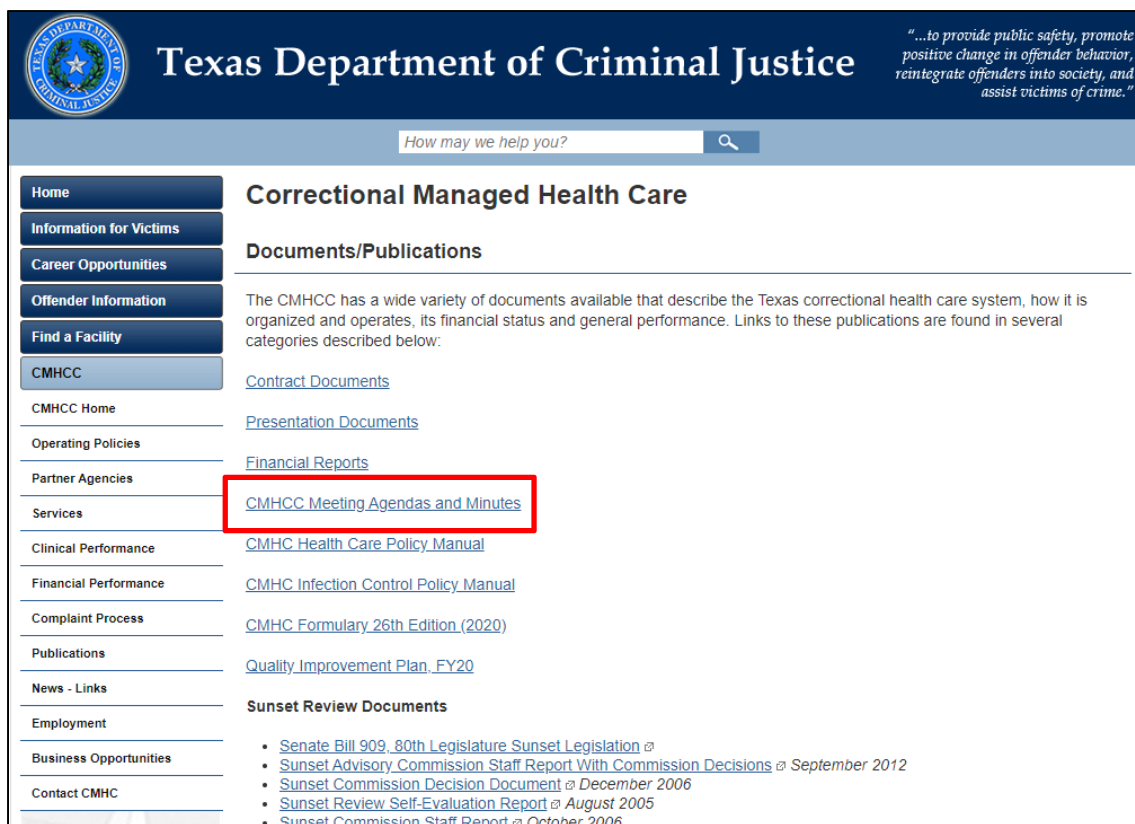 TEXAS DEPARTMENT OF
CRIMINAL JUSTICE
Texas Department of Criminal Justice
"...to provide public safety, promote
positive change in offender behavior,
reintegrate offenders into society, and
assist victims of crime."
How may we help you?
Home
Information for Victims
Career Opportunities
Offender Information
Find a Facility
CMHCC
CMHCC Home
Operating Policies
Partner Agencies
Services
Clinical Performance
Financial Performance
Complaint Process
Publications
News - Links
Employment
Business Opportunities
Contact CMHC
Correctional Managed Health Care
Documents/Publications
The CMHCC has a wide variety of documents available that describe the Texas correctional health care system, how it is
organized and operates, its financial status and general performance. Links to these publications are found in several
categories described below:
Contract Documents
Presentation Documents
Financial Reports
CMHCC Meeting Agendas and Minutes
CMHC Health Care Policy Manual
CMHC Infection Control Policy Manual
CMHC Formulary 26th Edition (2020)
Quality Improvement Plan, FY20
Sunset Review Documents
• Senate Bill 909, 80th Legislature Sunset Legislation
• Sunset Advisory Commission Staff Report With Commission Decisions September 2012
• Sunset Commission Decision Document December 2006
• Sunset Review Self-Evaluation Report August 2005
• Sunset Commission Staff Report October 2006